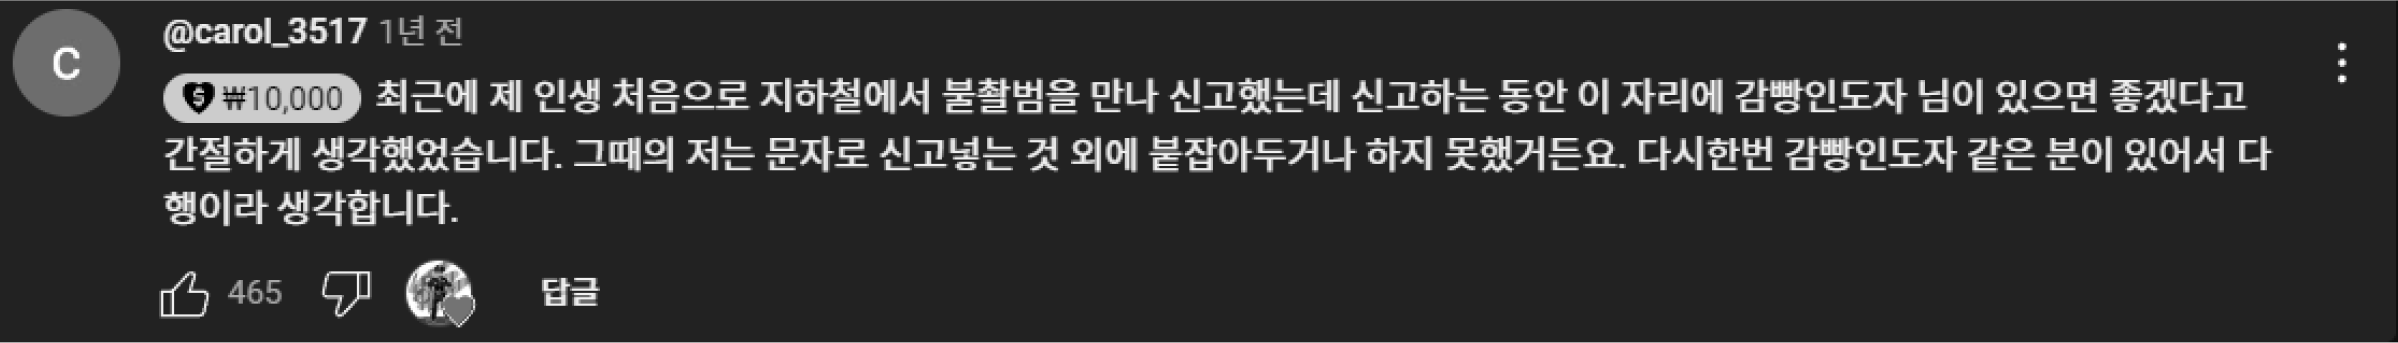 C
@carol_3517 1년 전
₩10,000 최근에 제 인생 처음으로 지하철에서 불촬범을 만나 신고했는데 신고하는 동안 이 자리에 감빵인도자 님이 있으면 좋겠다고
간절하게 생각했었습니다. 그때의 저는 문자로 신고넣는 것 외에 붙잡아두거나 하지 못했거든요. 다시한번 감빵인도자 같은 분이 있어서 다
행이라 생각합니다.
465 답글